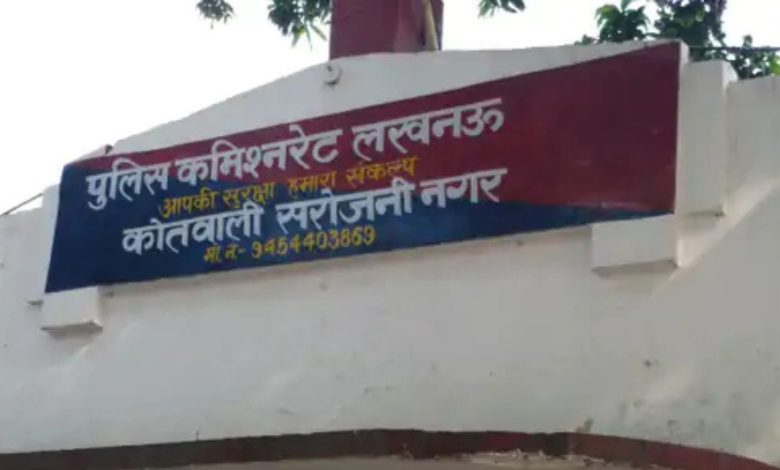 पुलिस कमिश्नरेट लखनऊ
आपकी सुरक्षा हमारा संकल्प
कोतवाली सरोजनी नगर
मो. न.- 9454403869